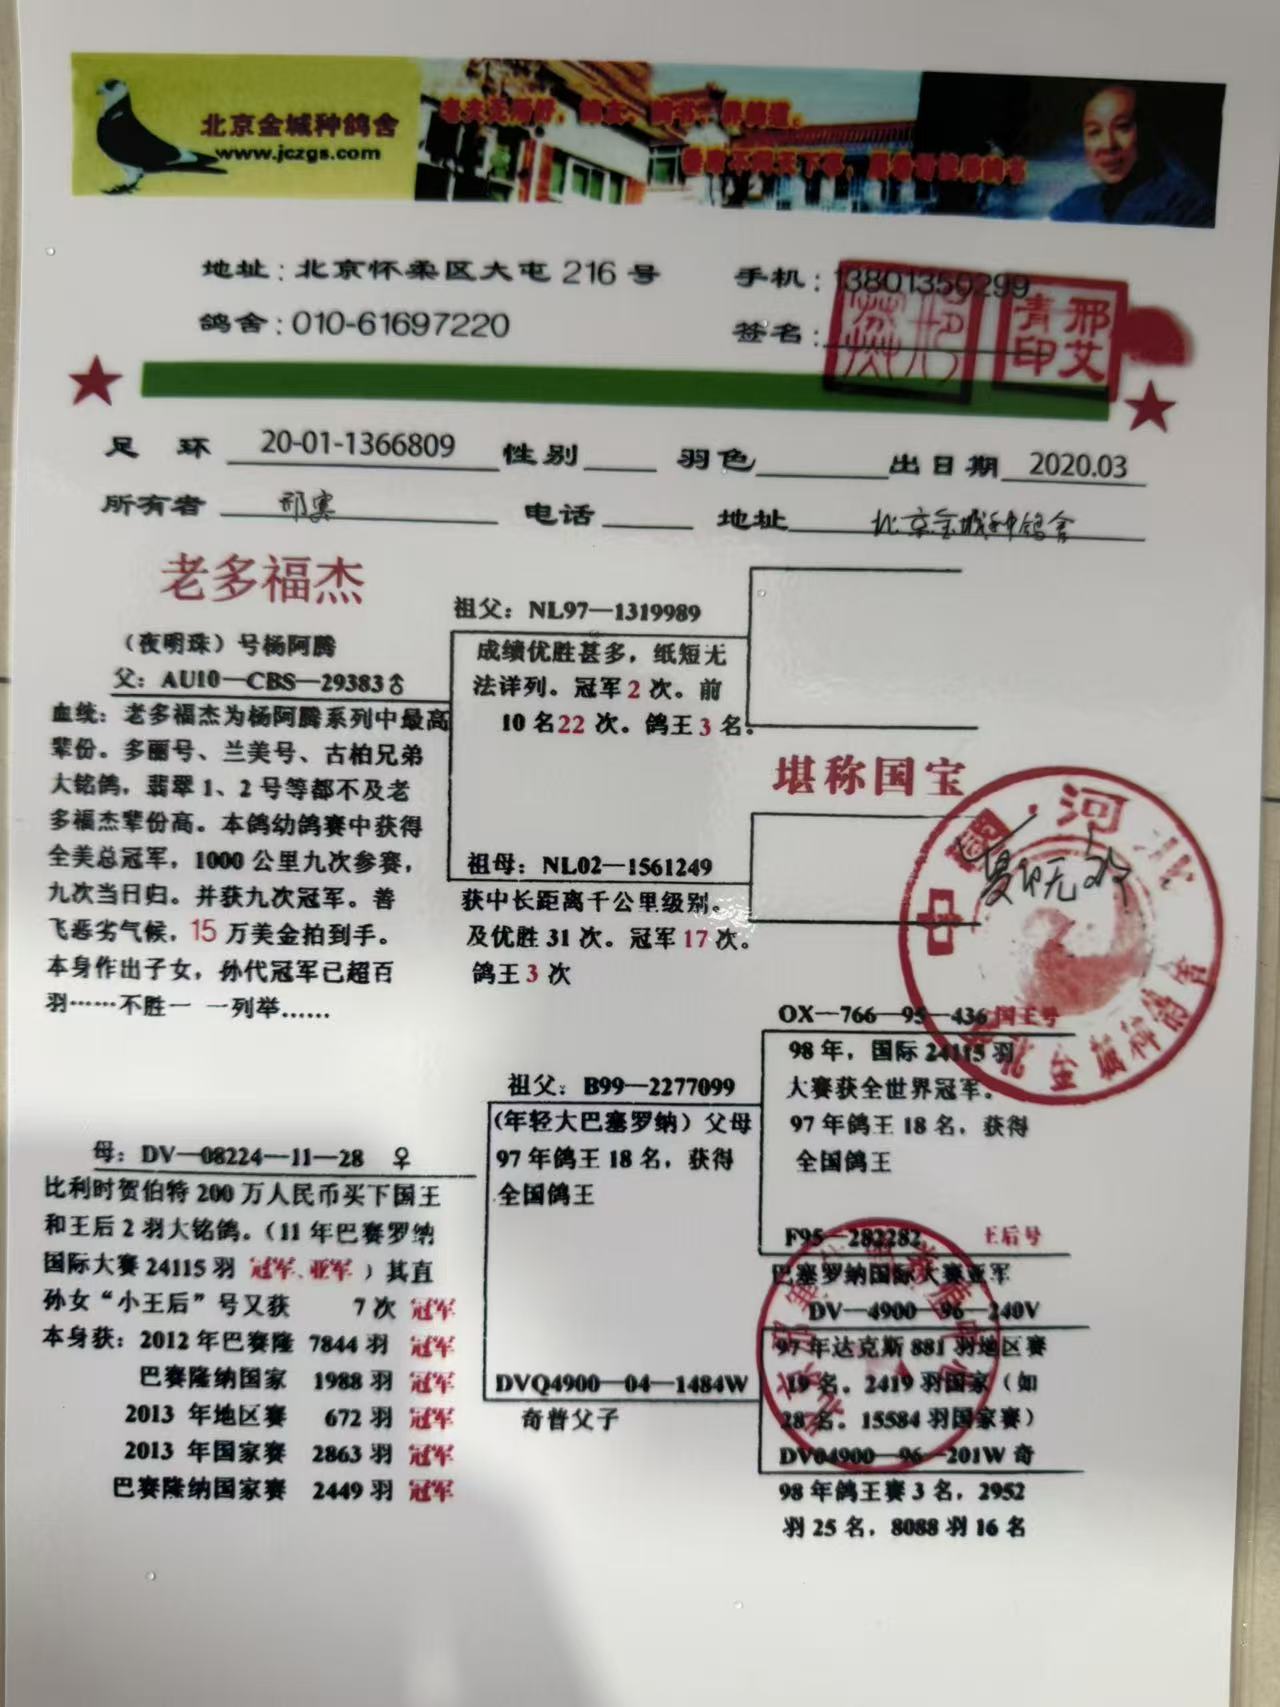 北京金城种鸽舍
www.jczgs.com
地址:北京怀柔区大屯216号
手机:13801350299
鸽舍:010-61697220
签名:
邢艾
青印
足 环 20-01-1366809 性别 羽色 出日期 2020.03
所有者 电话 地址 北京金城种鸽舍
老多福杰
(夜明珠)号杨阿腾
父:AU10—CBS—29383♂
血统:老多福杰为杨阿腾系列中最高
辈份。多丽号、兰美号、古柏兄弟
大铭鸽,翡翠1、2号等都不及老
多福杰辈份高。本鸽幼鸽赛中获得
全美总冠军,1000公里九次参赛,
九次当日归。并获九次冠军。善
飞恶劣气候,15万美金拍到手。
本身作出子女,孙代冠军已超百
羽……不胜一 一列举......
祖父:NL97—1319989
成绩优胜甚多,纸短无
法详列。冠军2次。前
10名22次。鸽王3名。
堪称国宝
祖母:NL02—1561249
获中长距离千公里级别。
及优胜31次。冠军17次。
鸽王3次
中國·河北
母:DV—08224—11—28 ♀
比利时贺伯特200万人民币买下国王
和王后2羽大铭鸽。(11年巴赛罗纳
国际大赛24115羽 冠军、亚军)其直
孙女“小王后”号又获 7次 冠军
本身获:2012年巴赛隆 7844羽 冠军
巴赛隆纳国家 1988羽 冠军
2013 年地区赛 672羽 冠军
2013 年国家赛 2863羽 冠军
巴赛隆纳国家赛 2449羽 冠军
祖父:B99—2277099
(年轻大巴塞罗纳)父母
97年鸽王18名,获得
全国鸽王
DVQ4900—04—1484W
奇普父子
OX—766—95—436 国王号
98年,国际24115羽
大赛获全世界冠军。
97年鸽王18名,获得
全国鸽王
F95—282282 王后号
巴塞罗纳国际大赛亚军
DV—4900—96—240V
97年达克斯881羽地区赛
19名。2419羽国家(如
28名。15584羽国家赛)
DV04900—96—201W奇
98年鸽王赛3名,2952
羽25名,8088羽16名